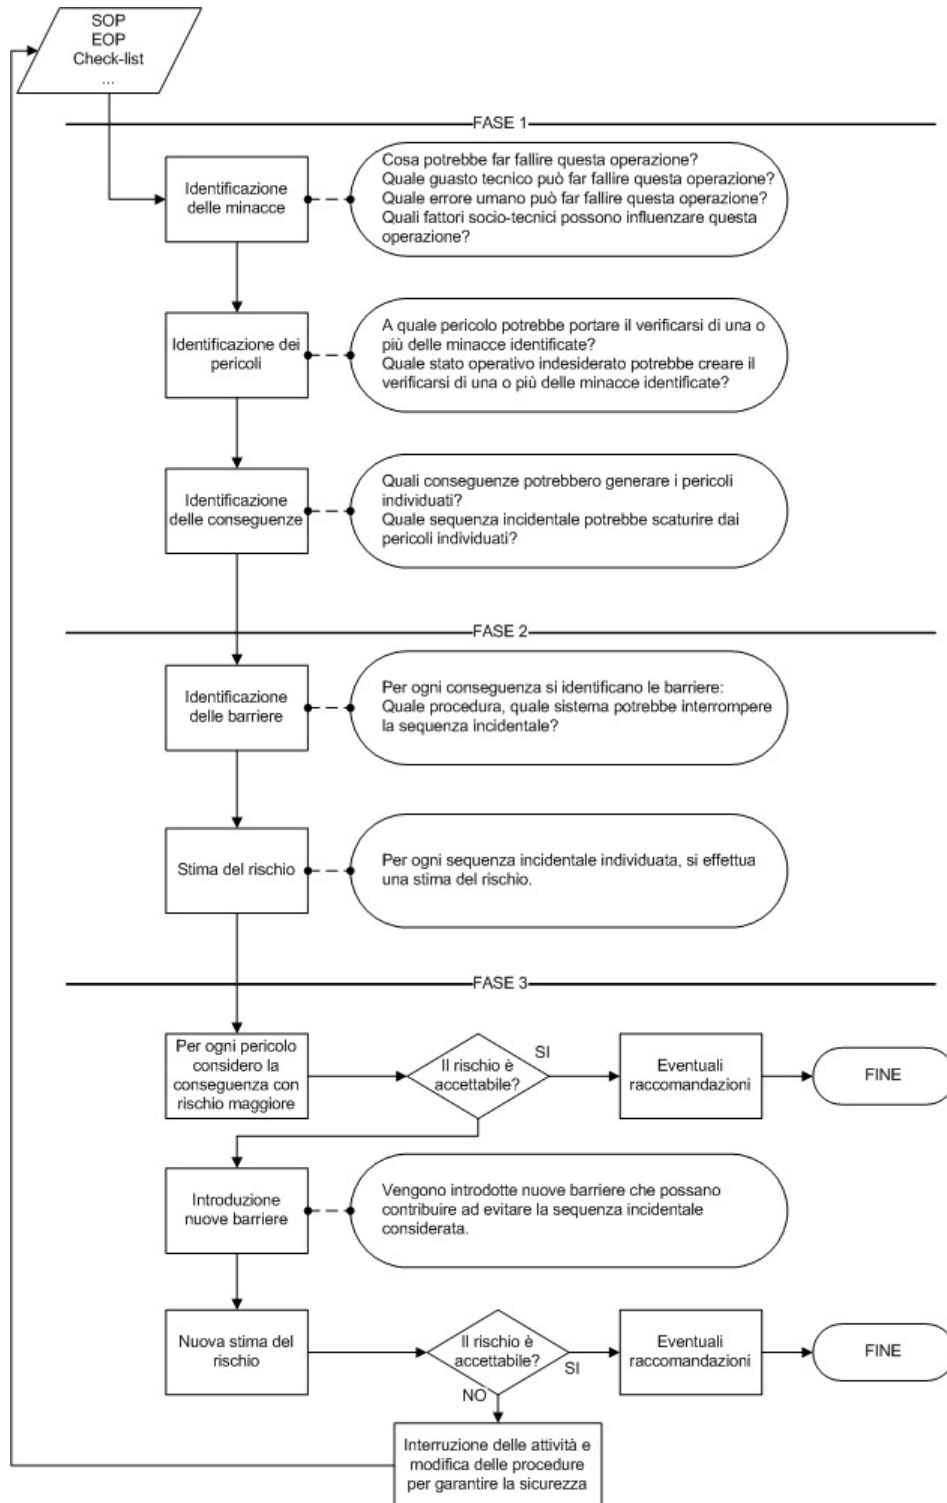 SOP
EOP
Check-list
...
FASE 1
Identificazione
delle minacce
Cosa potrebbe far fallire questa operazione?
Quale guasto tecnico può far fallire questa operazione?
Quale errore umano può far fallire questa operazione?
Quali fattori socio-tecnici possono influenzare questa
operazione?
Identificazione dei
pericoli
A quale pericolo potrebbe portare il verificarsi di una o
più delle minacce identificate?
Quale stato operativo indesiderato potrebbe creare il
verificarsi di una o più delle minacce identificate?
Identificazione
delle conseguenze
Quali conseguenze potrebbero generare i pericoli
individuati?
Quale sequenza incidentale potrebbe scaturire dai
pericoli individuati?
FASE 2
Identificazione
delle barriere
Per ogni conseguenza si identificano le barriere:
Quale procedura, quale sistema potrebbe interrompere
la sequenza incidentale?
Stima del rischio
Per ogni sequenza incidentale individuata, si effettua
una stima del rischio.
FASE 3
Per ogni pericolo
considero la
conseguenza con
rischio maggiore
Il rischio è
accettabile?
SI
Eventuali
raccomandazioni
FINE
Introduzione
nuove barriere
Vengono introdotte nuove barriere che possano
contribuire ad evitare la sequenza incidentale
considerata.
Nuova stima del
rischio
Il rischio è
accettabile?
SI
Eventuali
raccomandazioni
FINE
NO
Interruzione delle attività e
modifica delle procedure
per garantire la sicurezza